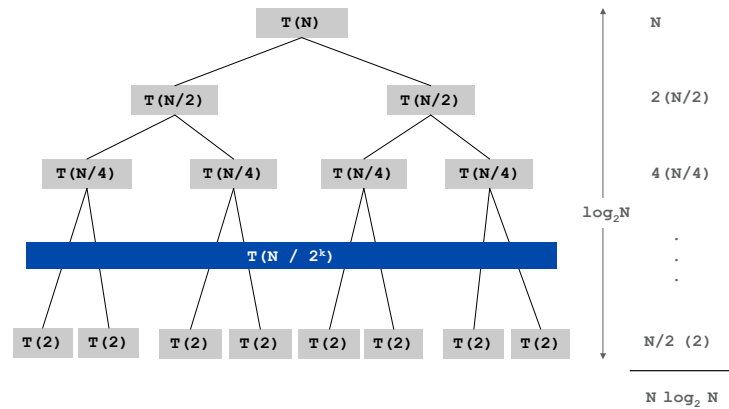 T(N) N
T(N/2) T(N/2) 2(N/2)
T(N/4) T(N/4) T(N/4) T(N/4) 4(N/4)
log₂N
T(N / 2ᵏ)
.
.
.
T(2) T(2) T(2) T(2) T(2) T(2) T(2) T(2) N/2 (2)
N log₂ N